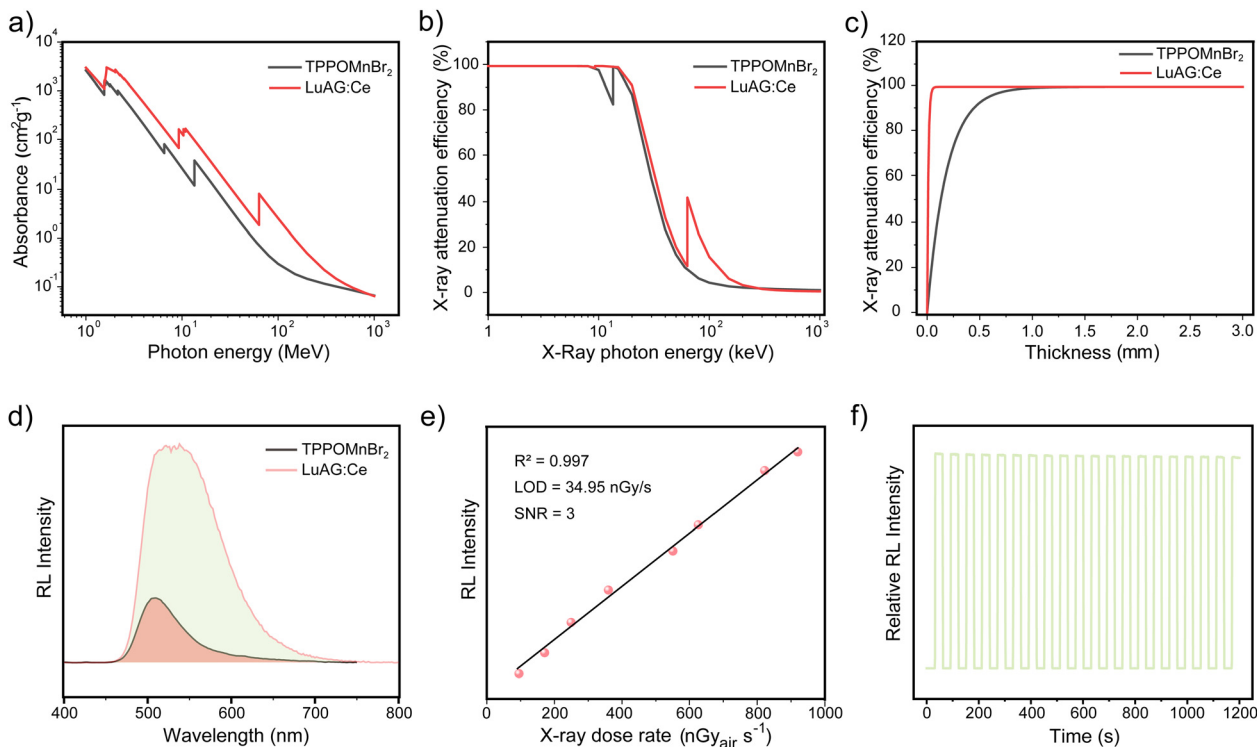 a)
Absorbance (cm²g⁻¹)
10⁴
10³
10²
10¹
10⁰
10⁻¹
TPPOMnBr₂
LuAG:Ce
10⁰ 10¹ 10² 10³
Photon energy (MeV)
b)
X-ray attenuation efficiency (%)
100
80
60
40
20
0
TPPOMnBr₂
LuAG:Ce
1 10¹ 10² 10³
X-Ray photon energy (keV)
c)
X-ray attenuation efficiency (%)
120
100
80
60
40
20
0
TPPOMnBr₂
LuAG:Ce
0.0 0.5 1.0 1.5 2.0 2.5 3.0
Thickness (mm)
d)
RL Intensity
TPPOMnBr₂
LuAG:Ce
400 500 600 700 800
Wavelength (nm)
e)
RL Intensity
R² = 0.997
LOD = 34.95 nGy/s
SNR = 3
0 200 400 600 800 1000
X-ray dose rate (nGyₐᵢᵣ s⁻¹)
f)
Relative RL Intensity
0 200 400 600 800 1000 1200
Time (s)